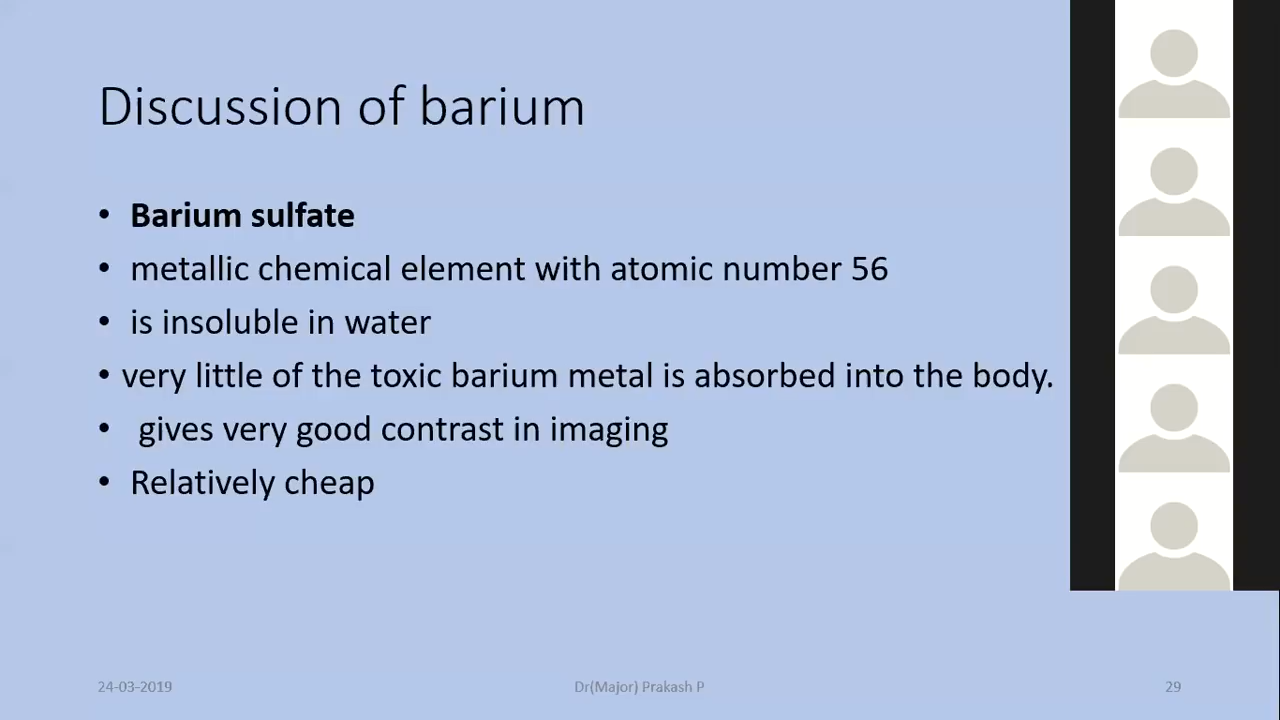 Discussion of barium
• Barium sulfate
• metallic chemical element with atomic number 56
• is insoluble in water
• very little of the toxic barium metal is absorbed into the body.
• gives very good contrast in imaging
• Relatively cheap
24-03-2019
Dr(Major) Prakash P
29